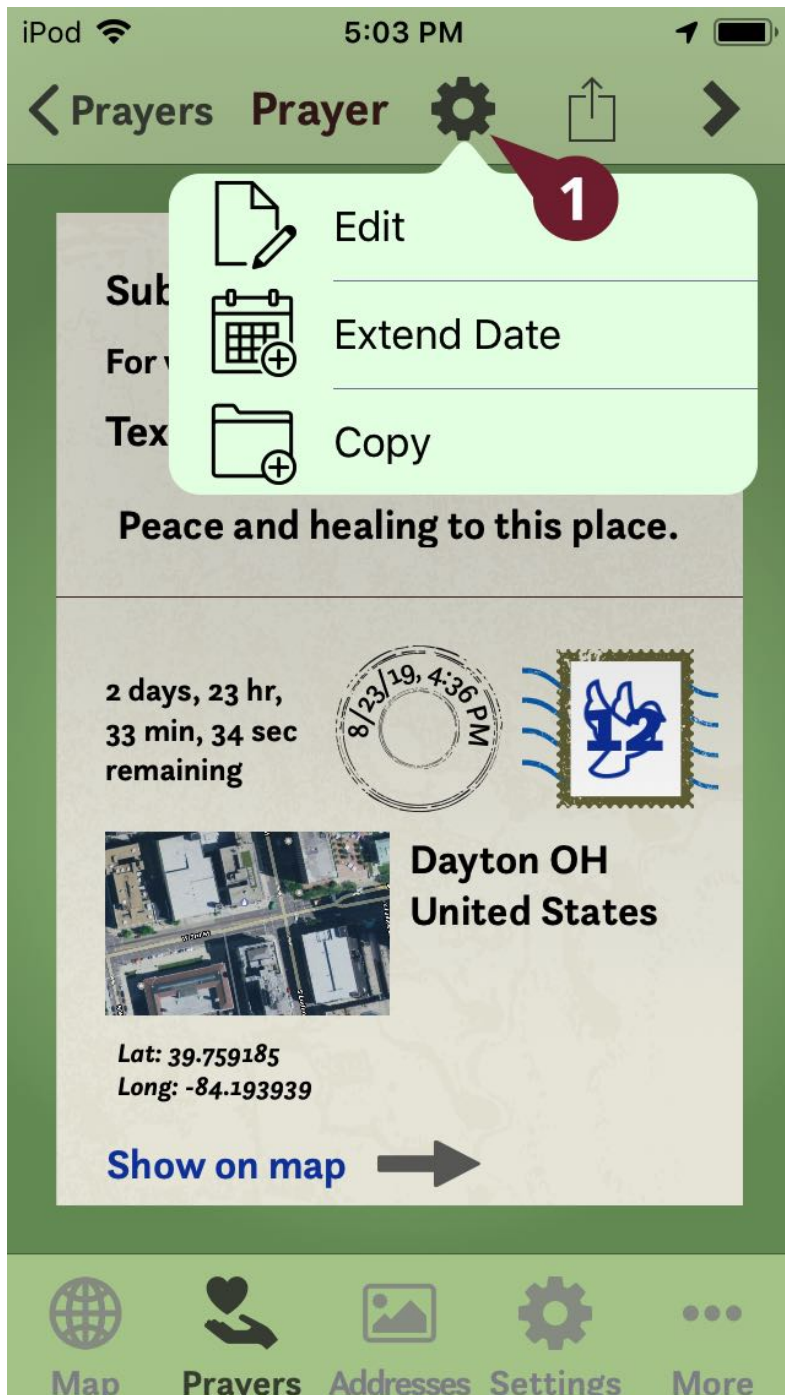 iPod 5:03 PM
Prayers Prayer
1
Edit
Extend Date
Copy
Sub
For
Tex
Peace and healing to this place.
2 days, 23 hr,
33 min, 34 sec
remaining
8/23/19, 4:36 PM
12
Dayton OH
United States
Lat: 39.759185
Long: -84.193939
Show on map
Map Prayers Addresses Settings More